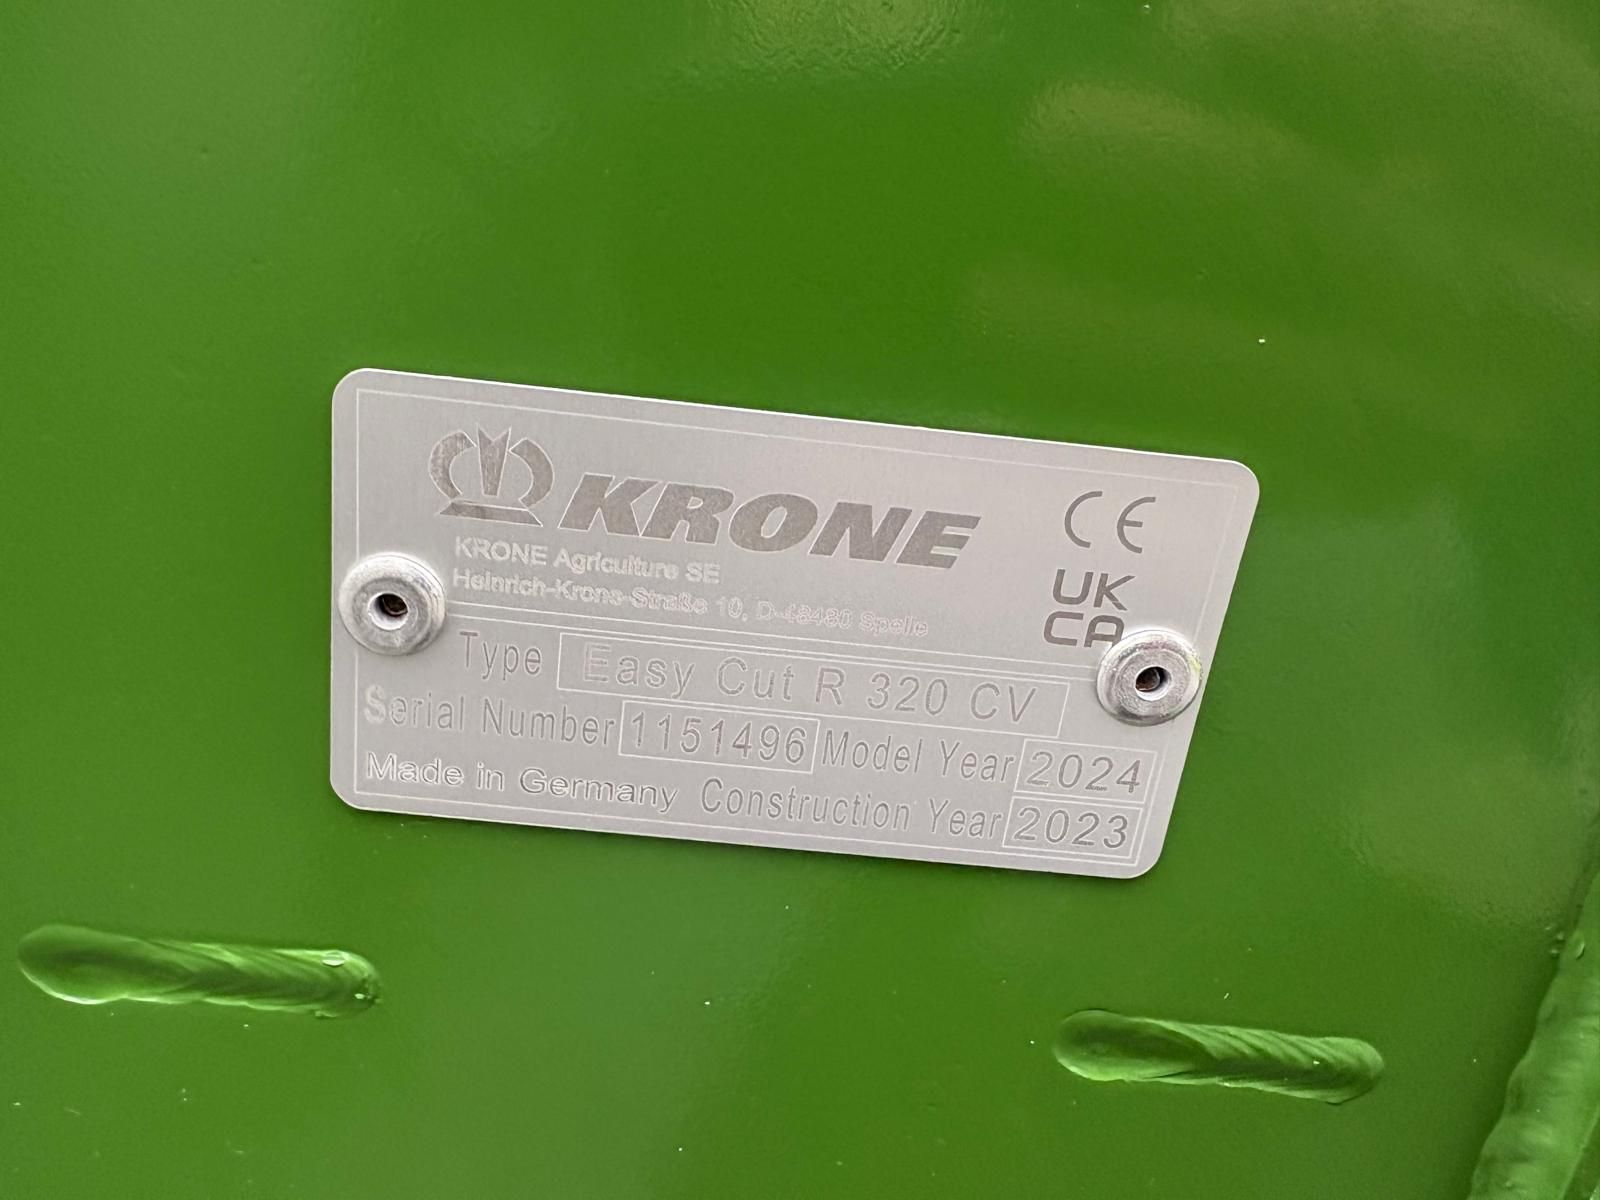 KRONE
CE
KRONE Agriculture SE
Heinrich-Krone-Straße 10, D-48480 Spelle
UK
CA
Type Easy Cut R 320 CV
Serial Number 1151496 Model Year 2024
Made in Germany Construction Year 2023